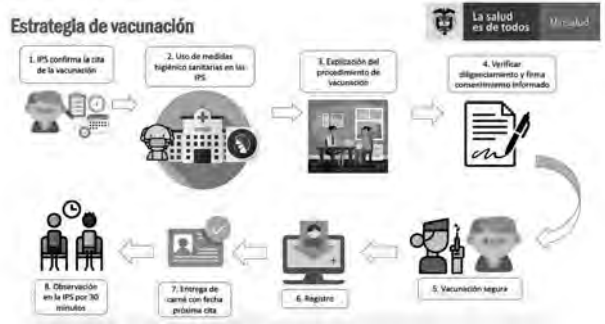 Estrategia de vacunación
La salud
es de todos
Minsalud
1. IPS confirma la cita
de la vacunación
2. Uso de medidas
higiénico sanitarias en las
IPS
3. Explicación del
procedimiento de
vacunación
4. Verificar
diligenciamiento y firma
consentimiento informado
5. Vacunación segura
6. Registro
7. Entrega de
carné con fecha
próxima cita
8. Observación
en la IPS por 30
minutos